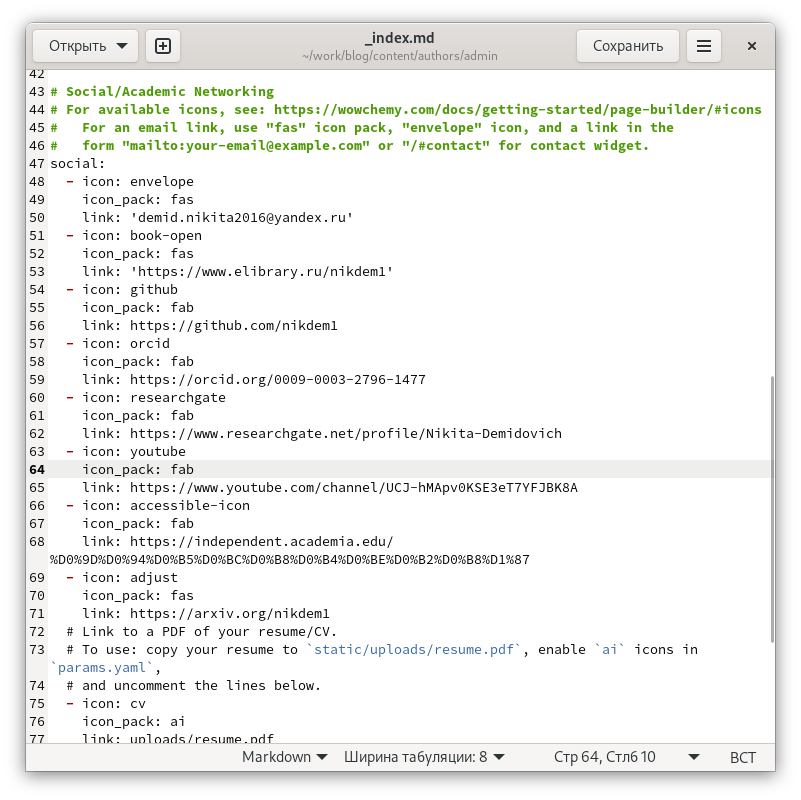 Открыть
_index.md
~/work/blog/content/authors/admin
Сохранить
42
43 # Social/Academic Networking
44 # For available icons, see: https://wowchemy.com/docs/getting-started/page-builder/#icons
45 #   For an email link, use "fas" icon pack, "envelope" icon, and a link in the
46 #   form "mailto:your-email@example.com" or "/#contact" for contact widget.
47 social:
48   - icon: envelope
49     icon_pack: fas
50     link: 'demid.nikita2016@yandex.ru'
51   - icon: book-open
52     icon_pack: fas
53     link: 'https://www.elibrary.ru/nikdem1'
54   - icon: github
55     icon_pack: fab
56     link: https://github.com/nikdem1
57   - icon: orcid
58     icon_pack: fab
59     link: https://orcid.org/0009-0003-2796-1477
60   - icon: researchgate
61     icon_pack: fab
62     link: https://www.researchgate.net/profile/Nikita-Demidovich
63   - icon: youtube
64     icon_pack: fab
65     link: https://www.youtube.com/channel/UCJ-hMApv0KSE3eT7YFJBK8A
66   - icon: accessible-icon
67     icon_pack: fab
68     link: https://independent.academia.edu/
%D0%9D%D0%94%D0%B5%D0%BC%D0%B8%D0%B4%D0%BE%D0%B2%D0%B8%D1%87
69   - icon: adjust
70     icon_pack: fas
71     link: https://arxiv.org/nikdem1
72   # Link to a PDF of your resume/CV.
73   # To use: copy your resume to `static/uploads/resume.pdf`, enable `ai` icons in
`params.yaml`,
74   # and uncomment the lines below.
75   - icon: cv
76     icon_pack: ai
77     link: uploads/resume.pdf
Markdown
Ширина табуляции: 8
Стр 64, Стлб 10
ВСТ